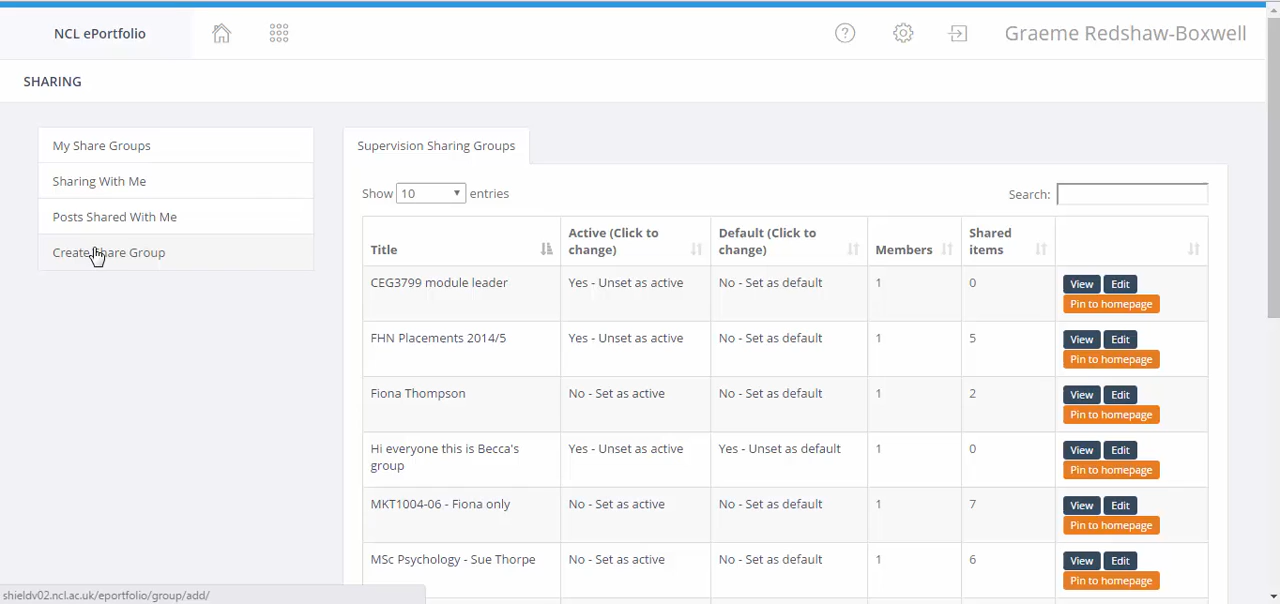 NCL ePortfolio
Graeme Redshaw-Boxwell
SHARING
My Share Groups
Sharing With Me
Posts Shared With Me
Create Share Group
Supervision Sharing Groups
Show 10 entries
Search:
Title
Active (Click to
change)
Default (Click to
change)
Members
Shared
items
CEG3799 module leader
Yes - Unset as active
No - Set as default
1
0
View
Edit
Pin to homepage
FHN Placements 2014/5
Yes - Unset as active
No - Set as default
1
5
View
Edit
Pin to homepage
Fiona Thompson
No - Set as active
No - Set as default
1
2
View
Edit
Pin to homepage
Hi everyone this is Becca's
group
Yes - Unset as active
Yes - Unset as default
1
0
View
Edit
Pin to homepage
MKT1004-06 - Fiona only
No - Set as active
No - Set as default
1
7
View
Edit
Pin to homepage
MSc Psychology - Sue Thorpe
No - Set as active
No - Set as default
1
6
View
Edit
Pin to homepage
shieldv02.ncl.ac.uk/eportfolio/group/add/